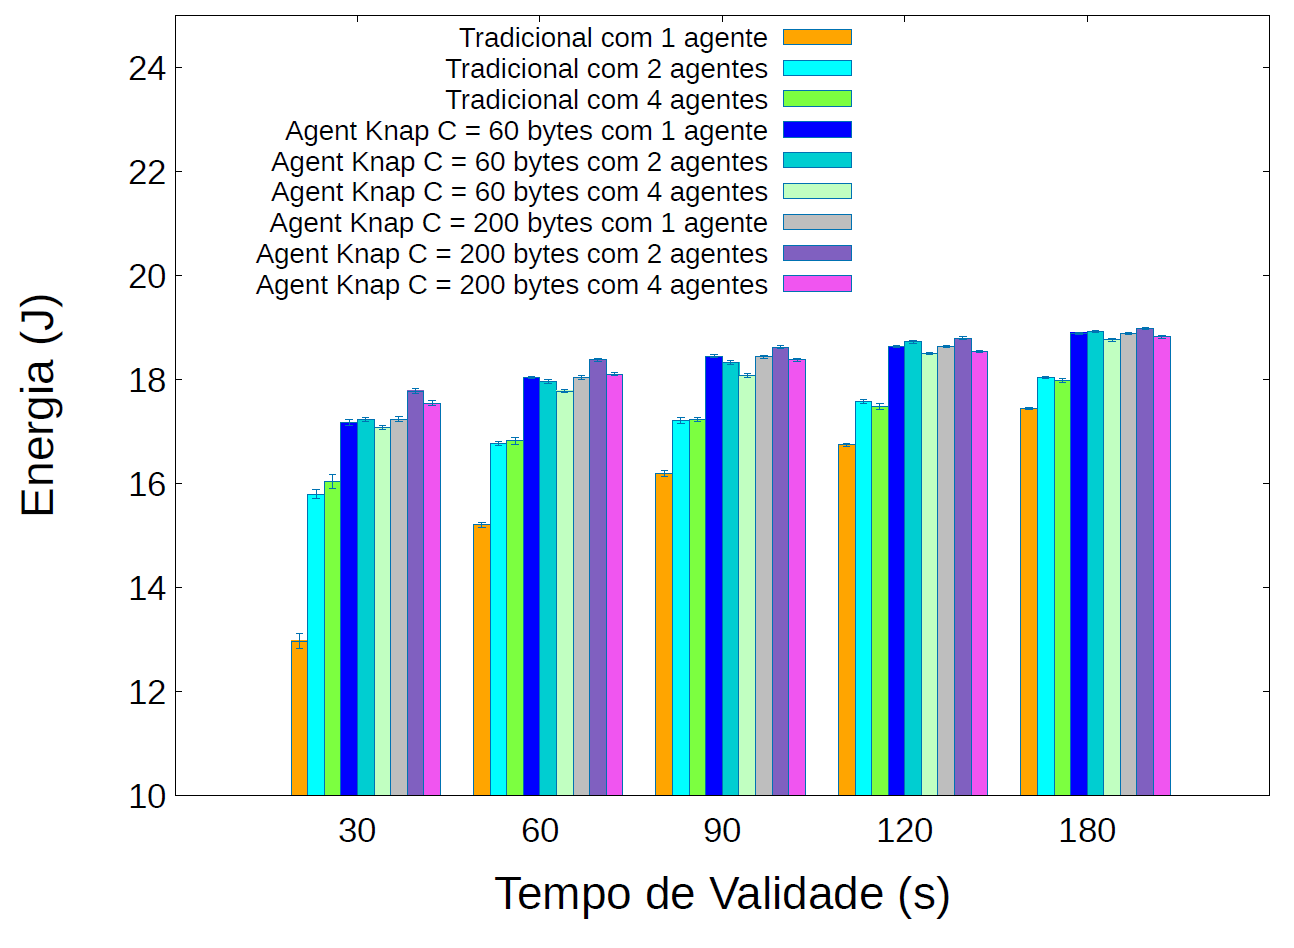 Tradicional com 1 agente
Tradicional com 2 agentes
Tradicional com 4 agentes
Agent Knap C = 60 bytes com 1 agente
Agent Knap C = 60 bytes com 2 agentes
Agent Knap C = 60 bytes com 4 agentes
Agent Knap C = 200 bytes com 1 agente
Agent Knap C = 200 bytes com 2 agentes
Agent Knap C = 200 bytes com 4 agentes
Energia (J)
24
22
20
18
16
14
12
10
30 60 90 120 180
Tempo de Validade (s)